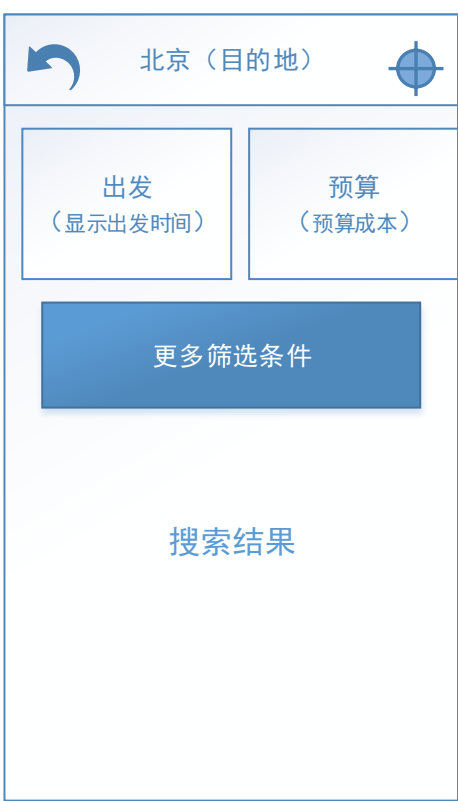 北京（目的地）
出发
（显示出发时间）
预算
（预算成本）
更多筛选条件
搜索结果